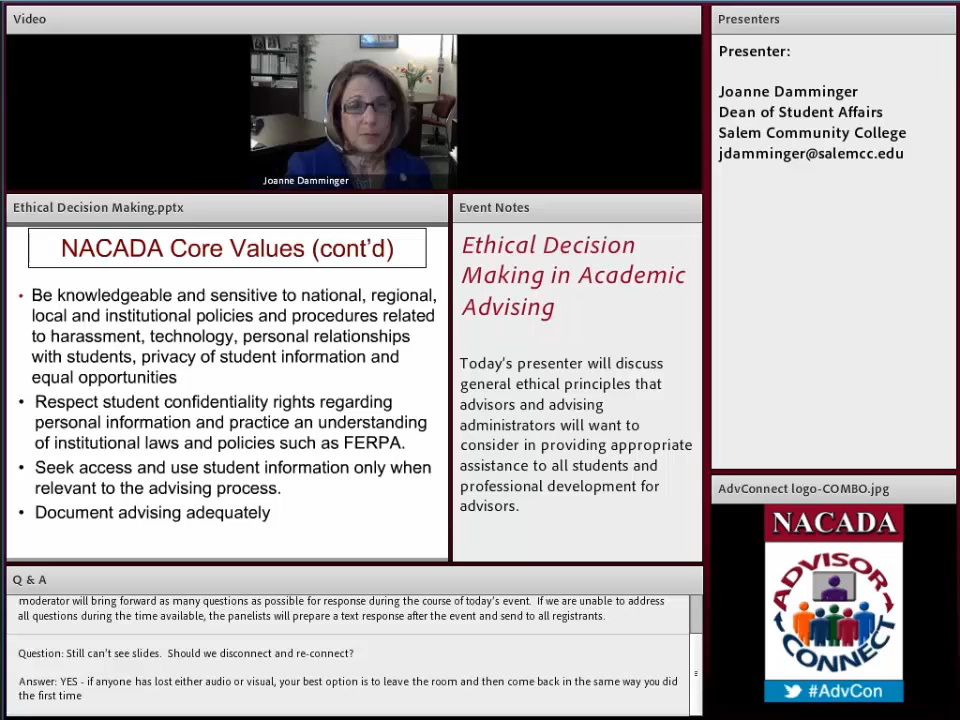 Video
Joanne Damminger
Presenters
Presenter:
Joanne Damminger
Dean of Student Affairs
Salem Community College
jdamminger@salemcc.edu
Ethical Decision Making.pptx
NACADA Core Values (cont'd)
• Be knowledgeable and sensitive to national, regional,
local and institutional policies and procedures related
to harassment, technology, personal relationships
with students, privacy of student information and
equal opportunities
• Respect student confidentiality rights regarding
personal information and practice an understanding
of institutional laws and policies such as FERPA.
• Seek access and use student information only when
relevant to the advising process.
• Document advising adequately
Event Notes
Ethical Decision
Making in Academic
Advising
Today's presenter will discuss
general ethical principles that
advisors and advising
administrators will want to
consider in providing appropriate
assistance to all students and
professional development for
advisors.
AdvConnect logo-COMBO.jpg
NACADA
ADVISOR
CONNECT
#AdvCon
Q & A
moderator will bring forward as many questions as possible for response during the course of today's event. If we are unable to address
all questions during the time available, the panelists will prepare a text response after the event and send to all registrants.
Question: Still can't see slides. Should we disconnect and re-connect?
Answer: YES - if anyone has lost either audio or visual, your best option is to leave the room and then come back in the same way you did
the first time